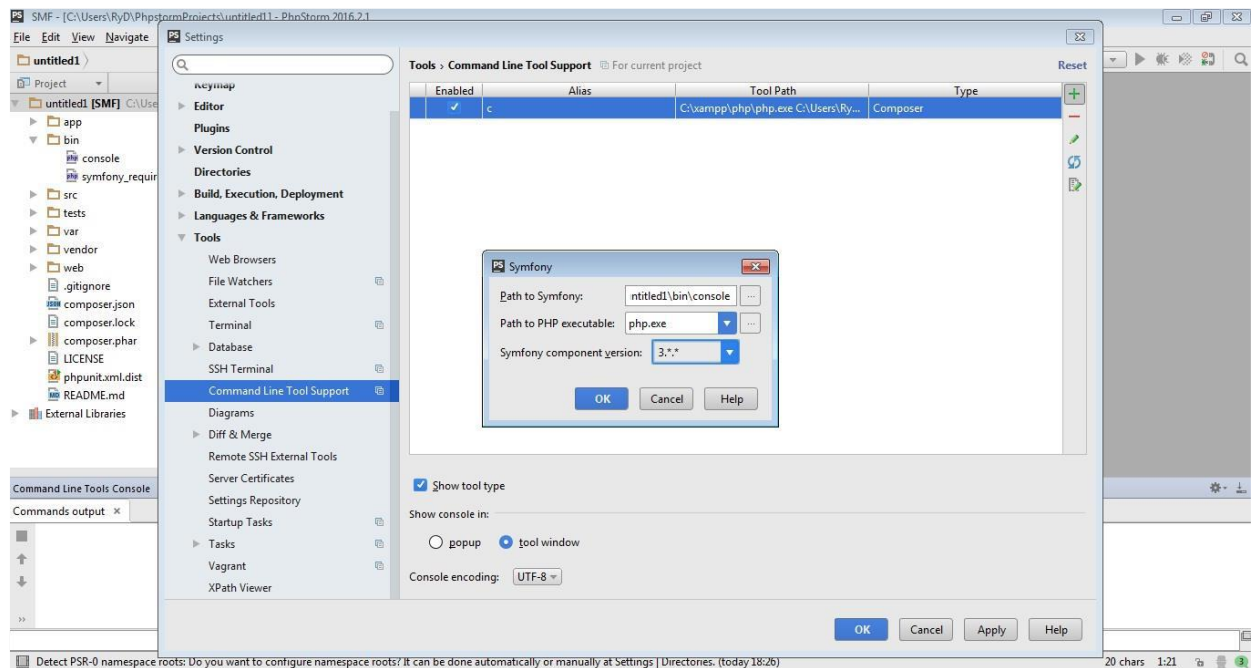 SMF - [C:\Users\RyD\PhpstormProjects\untitled1] - PhpStorm 2016.2.1
File Edit View Navigate
untitled1
Project
untitled1 [SMF] C:\Use
app
bin
console
symfony_requir
src
tests
var
vendor
web
.gitignore
composer.json
composer.lock
composer.phar
LICENSE
phpunit.xml.dist
README.md
External Libraries
Settings
Keymap
Editor
Plugins
Version Control
Directories
Build, Execution, Deployment
Languages & Frameworks
Tools
Web Browsers
File Watchers
External Tools
Terminal
Database
SSH Terminal
Command Line Tool Support
Diagrams
Diff & Merge
Remote SSH External Tools
Server Certificates
Settings Repository
Startup Tasks
Tasks
Vagrant
XPath Viewer
Tools › Command Line Tool Support For current project Reset
Enabled Alias Tool Path Type
c C:\xampp\php\php.exe C:\Users\Ry... Composer
Symfony
Path to Symfony: ntitled1\bin\console ...
Path to PHP executable: php.exe ...
Symfony component version: 3.*.*
OK Cancel Help
Show tool type
Show console in:
popup tool window
Console encoding: UTF-8
OK Cancel Apply Help
Command Line Tools Console
Commands output ×
Detect PSR-0 namespace roots: Do you want to configure namespace roots? It can be done automatically or manually at Settings | Directories. (today 18:26) 20 chars 1:21 3